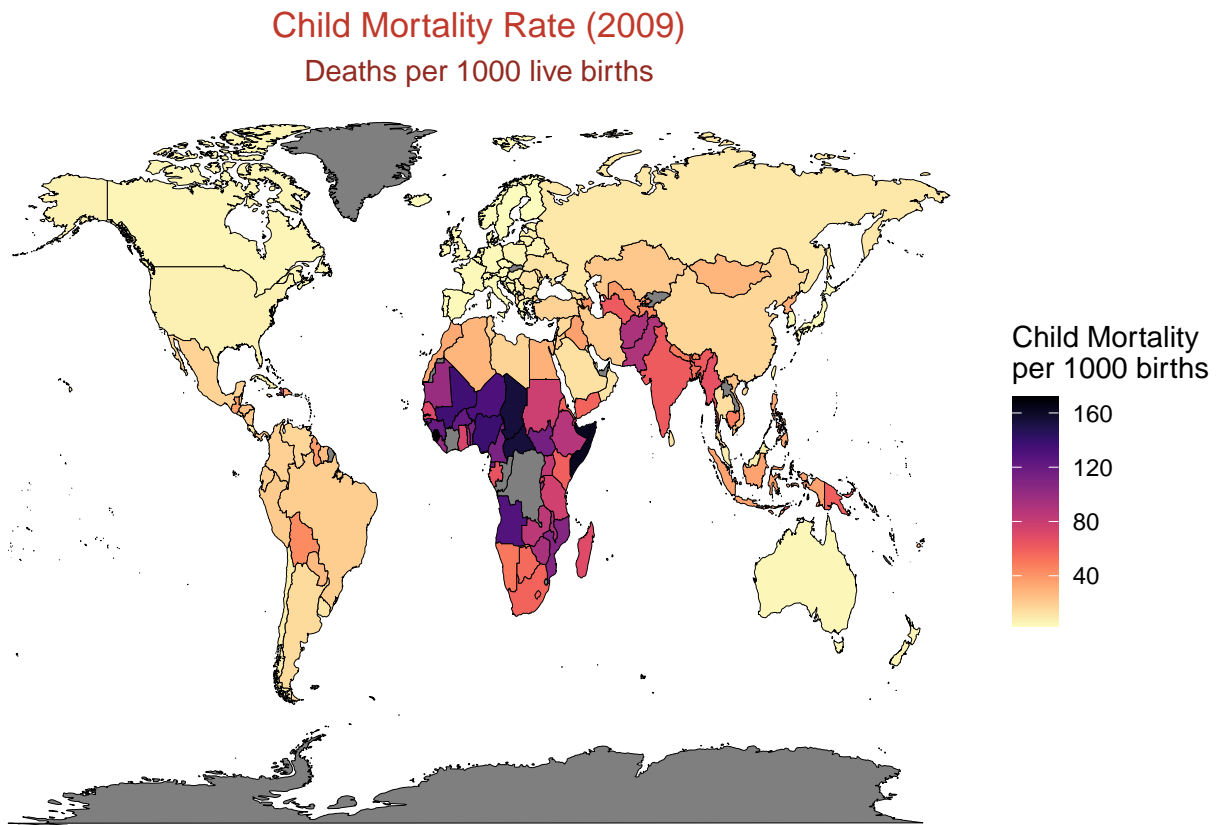 Child Mortality Rate (2009)
Deaths per 1000 live births
Child Mortality
per 1000 births
160
120
80
40